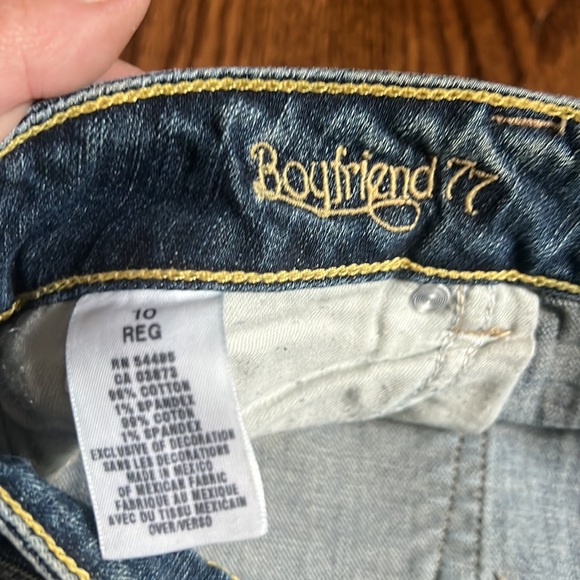 Boyfriend 77
10
REG
RN 54485
CA 03873
99% COTTON
1% SPANDEX
99% COTON
1% SPANDEX
EXCLUSIVE OF DECORATION
SANS LES DECORATIONS
MADE IN MEXICO
OF MEXICAN FABRIC
FABRIQUE AU MEXIQUE
AVEC DU TISSU MEXICAIN
OVER/VERSO